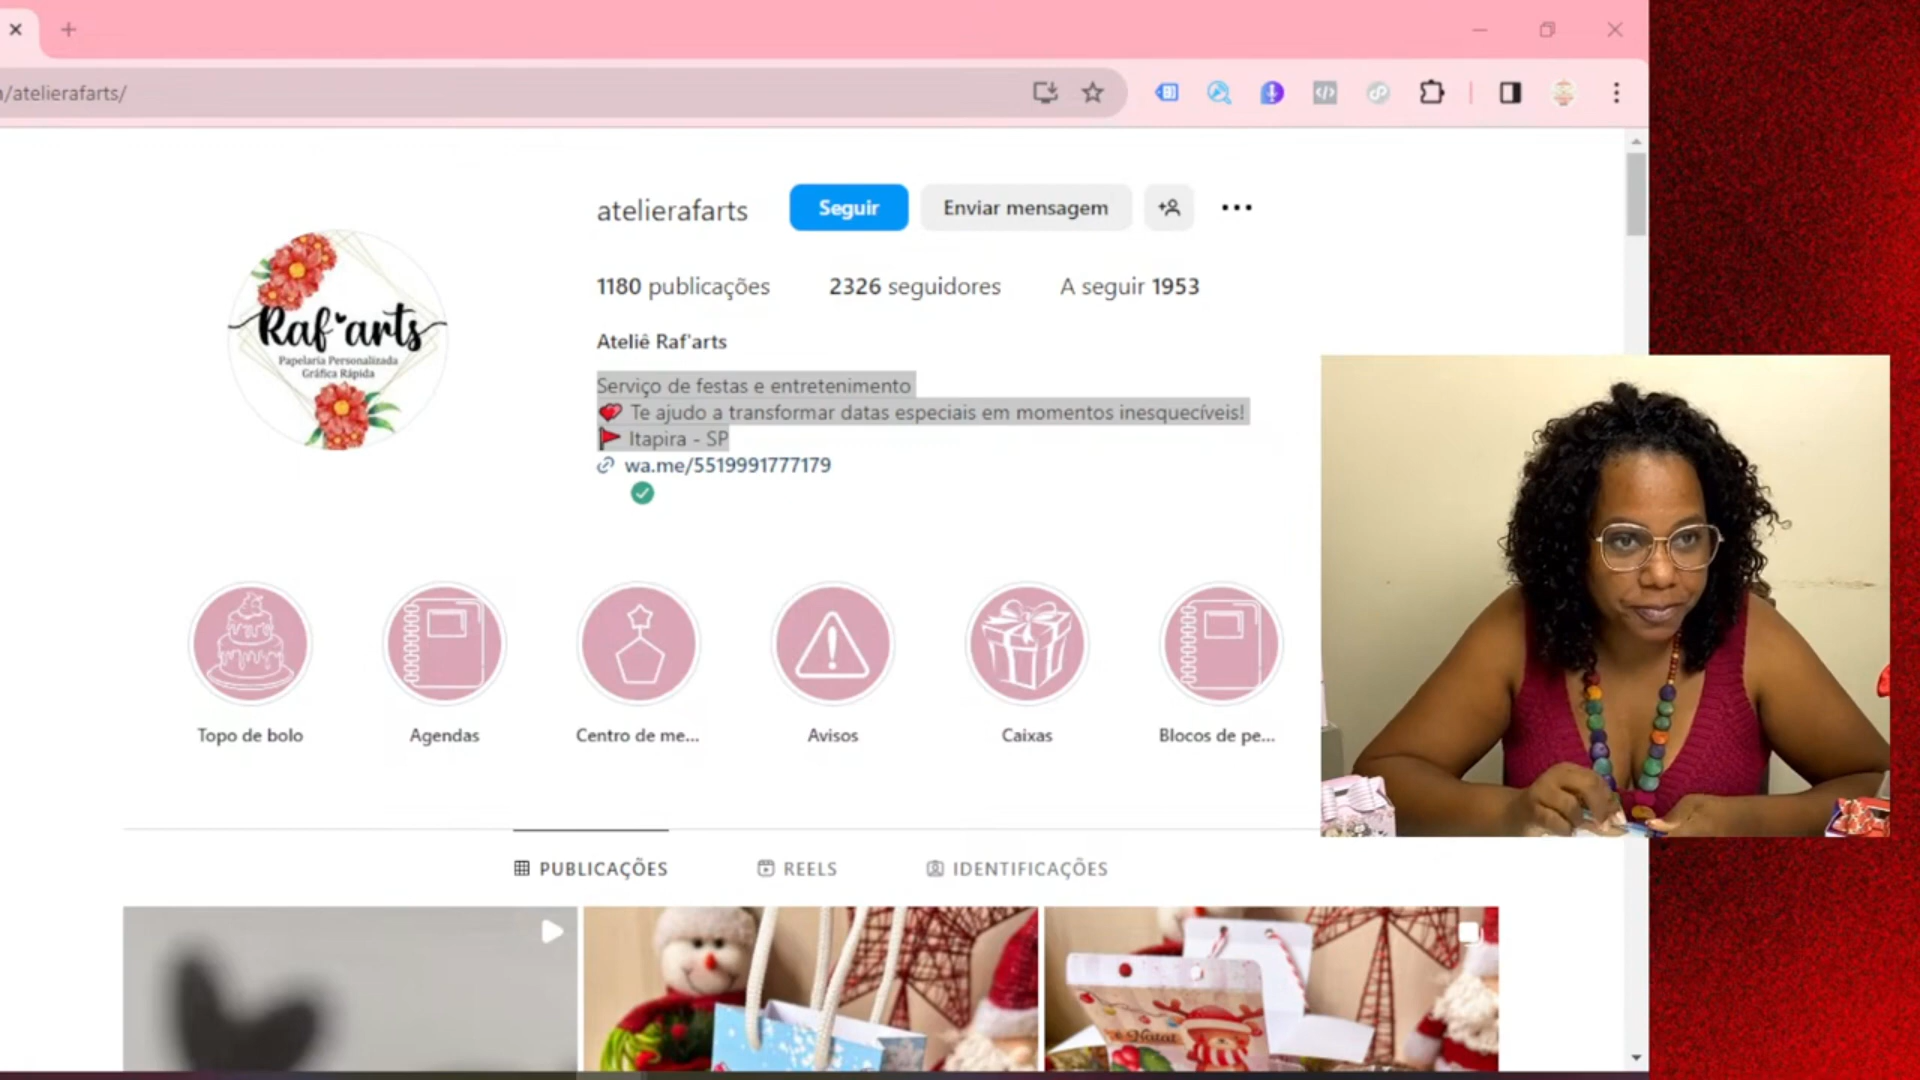 /atelierafarts/
atelierafarts
Seguir
Enviar mensagem
1180 publicações
2326 seguidores
A seguir 1953
Raf'arts
Papelaria Personalizada
Gráfica Rápida
Ateliê Raf'arts
Serviço de festas e entretenimento
Te ajudo a transformar datas especiais em momentos inesquecíveis!
Itapira - SP
wa.me/5519991777179
Topo de bolo
Agendas
Centro de me...
Avisos
Caixas
Blocos de pe...
PUBLICAÇÕES
REELS
IDENTIFICAÇÕES
Natal